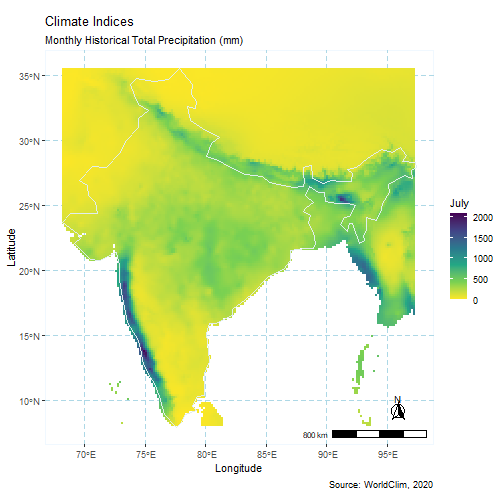 Climate Indices
Monthly Historical Total Precipitation (mm)
35°N
30°N
25°N
20°N
15°N
10°N
Latitude
70°E
75°E
80°E
85°E
90°E
95°E
Longitude
July
2000
1500
1000
500
0
N
800 km
Source: WorldClim, 2020